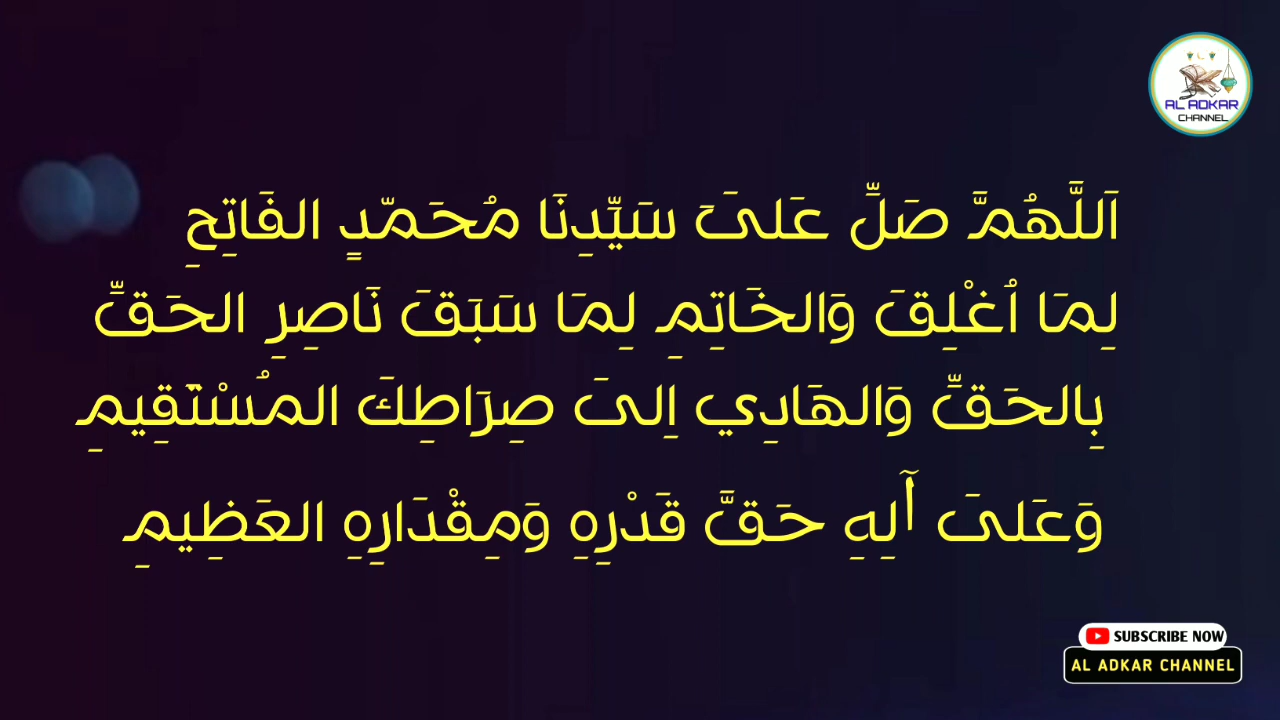 AL ADKAR
CHANNEL
اَللَّهُمَّ صَلِّ عَلىَ سَيِّدِنَا مُحَمّدٍ الفَاتِحِ
لِمَا اُغْلِقَ وَالخَاتِمِ لِمَا سَبَقَ نَاصِرِ الحَقِّ
بِالحَقِّ وَالهَادِي اِلىَ صِرَاطِكَ المُسْتَقِيمِ
وَعَلىَ أَلِهِ حَقَّ قَدْرِهِ وَمِقْدَارِهِ العَظِيمِ
SUBSCRIBE NOW
AL ADKAR CHANNEL